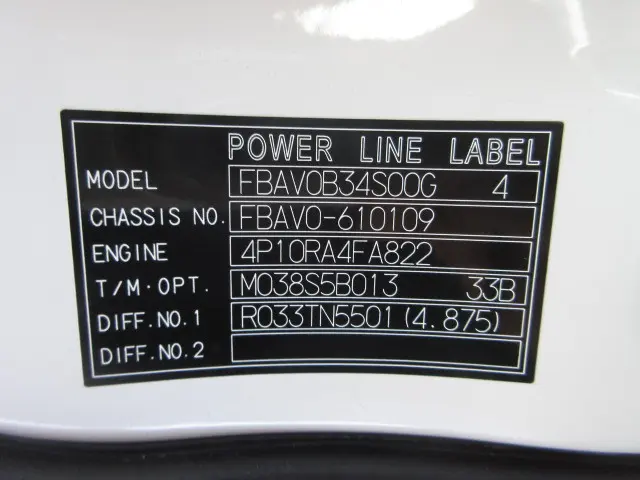 POWER LINE LABEL
MODEL FBAV0B34S00G 4
CHASSIS NO. FBAV0-610109
ENGINE 4P10RA4FA822
T/M·OPT. M038S5B013 33B
DIFF.NO.1 R033TN5501(4.875)
DIFF.NO.2